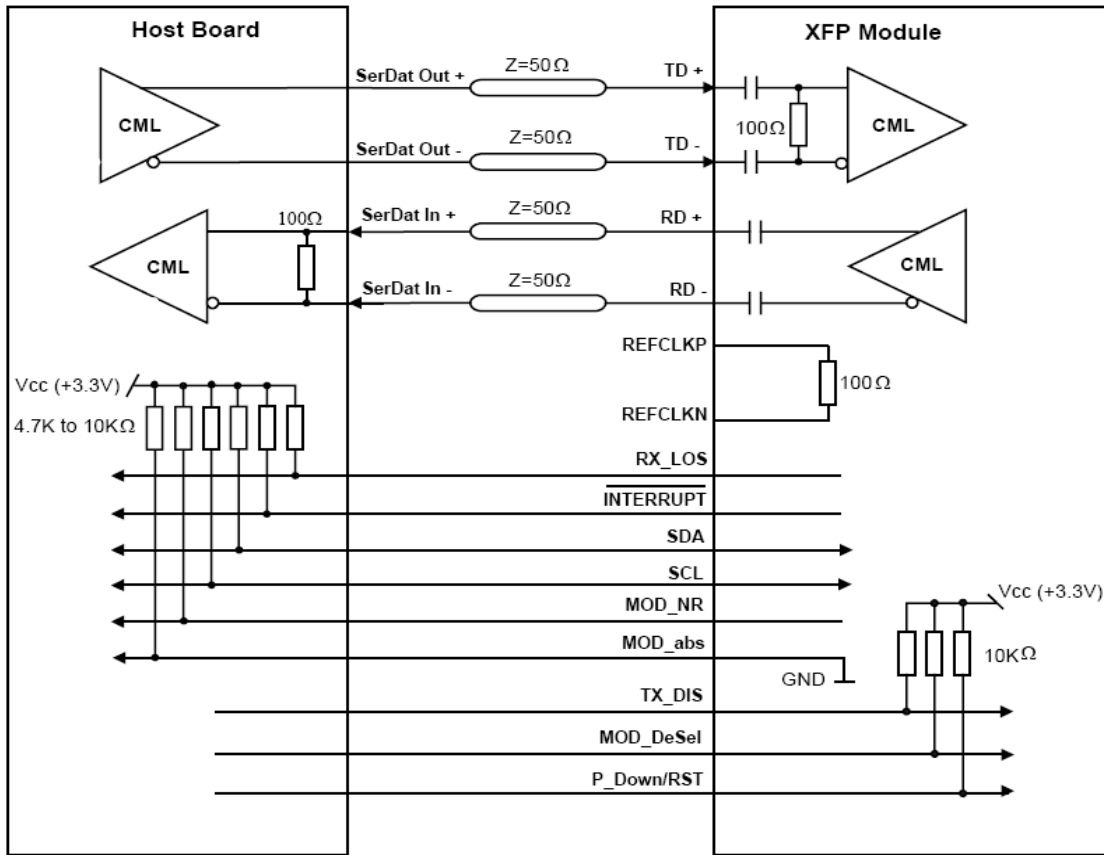 Host Board
XFP Module
SerDat Out +
Z=50Ω
TD +
CML
100Ω
CML
SerDat Out -
Z=50Ω
TD -
100Ω
SerDat In +
Z=50Ω
RD +
CML
CML
SerDat In -
Z=50Ω
RD -
REFCLKP
100Ω
REFCLKN
Vcc (+3.3V)
4.7K to 10KΩ
RX_LOS
INTERRUPT
SDA
SCL
MOD_NR
MOD_abs
GND
Vcc (+3.3V)
10KΩ
TX_DIS
MOD_DeSel
P_Down/RST